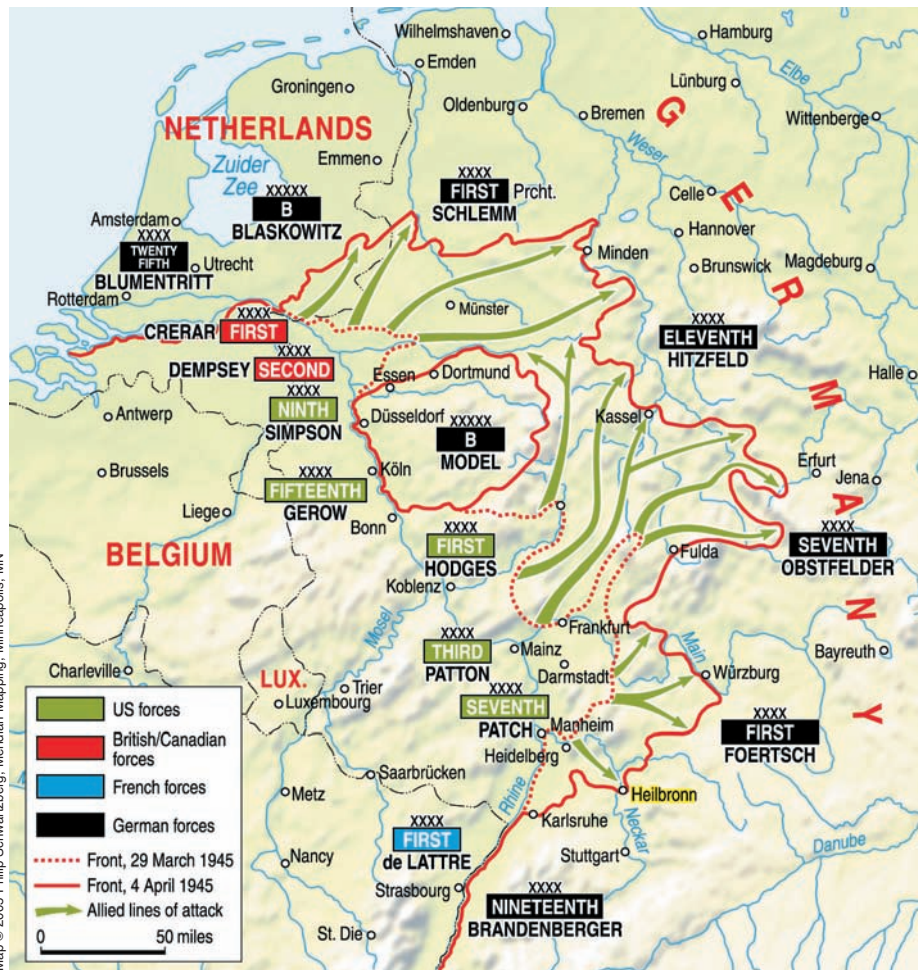 Wilhelmshaven
Hamburg
Emden
Elbe
Groningen
Lünburg
Oldenburg
Bremen
Wittenberge
NETHERLANDS
Weser
Zuider
Zee
Emmen
XXXX
FIRST Prcht.
SCHLEMM
Celle
XXXXX
B
BLASKOWITZ
Amsterdam
XXXX
TWENTY
FIFTH
BLUMENTRITT
Utrecht
Hannover
Minden
Brunswick
Magdeburg
Rotterdam
Münster
XXXX
CRERAR FIRST
XXXX
ELEVENTH
HITZFELD
XXXX
DEMPSEY SECOND
Essen
Dortmund
Halle
XXXX
NINTH
SIMPSON
Antwerp
Düsseldorf
XXXXX
B
MODEL
Kassel
Brussels
Köln
Erfurt
Jena
XXXX
FIFTEENTH
GEROW
Liege
Bonn
BELGIUM
XXXX
FIRST
HODGES
Fulda
XXXX
SEVENTH
OBSTFELDER
Koblenz
Mosel
Frankfurt
GERMANY
XXXX
THIRD
PATTON
Mainz
Main
Bayreuth
Charleville
LUX.
Darmstadt
Würzburg
Trier
Luxembourg
XXXX
SEVENTH
PATCH
Manheim
XXXX
FIRST
FOERTSCH
Heidelberg
Saarbrücken
Rhine
Heilbronn
Metz
Karlsruhe
Neckar
XXXX
FIRST
de LATTRE
Danube
Nancy
Stuttgart
Strasbourg
XXXX
NINETEENTH
BRANDENBERGER
St. Die
US forces
British/Canadian
forces
French forces
German forces
Front, 29 March 1945
Front, 4 April 1945
Allied lines of attack
0 50 miles
Meridian Mapping, Minneapolis, MN